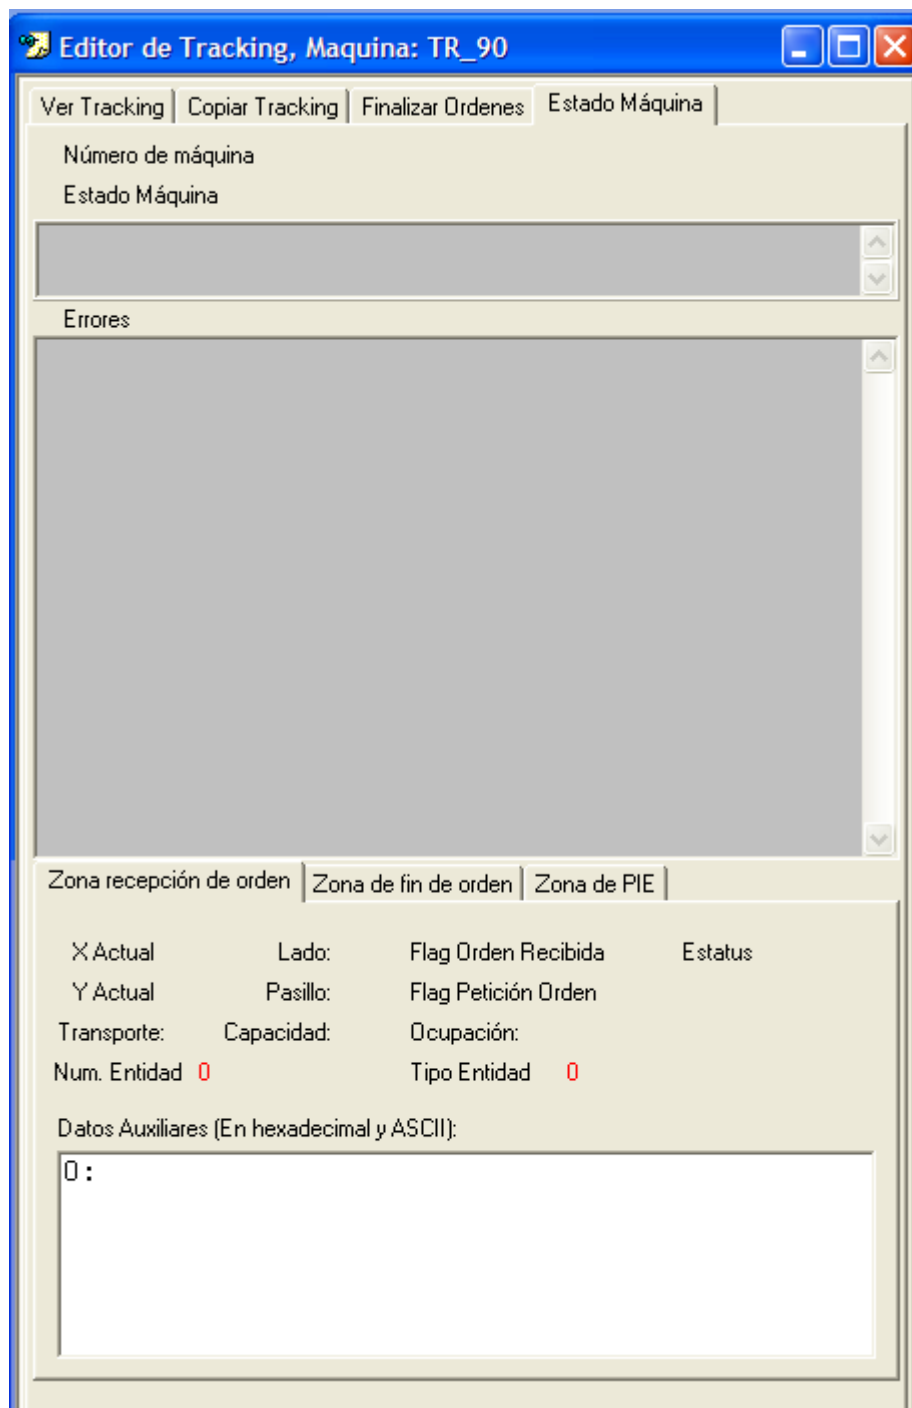 Editor de Tracking, Maquina: TR_90
Ver Tracking Copiar Tracking Finalizar Ordenes Estado Máquina
Número de máquina
Estado Máquina
Errores
Zona recepción de orden Zona de fin de orden Zona de PIE
X Actual Lado: Flag Orden Recibida Estatus
Y Actual Pasillo: Flag Petición Orden
Transporte: Capacidad: Ocupación:
Num. Entidad 0 Tipo Entidad 0
Datos Auxiliares (En hexadecimal y ASCII):
0: